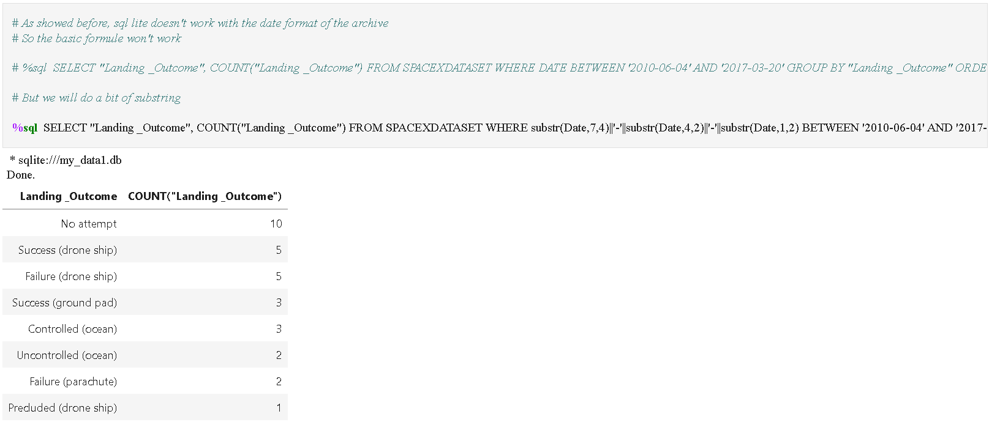 # As showed before, sql lite doesn't work with the date format of the archive
# So the basic formule won't work
# %sql  SELECT "Landing _Outcome", COUNT("Landing _Outcome") FROM SPACEXDATASET WHERE DATE BETWEEN '2010-06-04' AND '2017-03-20' GROUP BY "Landing _Outcome" ORDE
# But we will do a bit of substring
%sql  SELECT "Landing _Outcome", COUNT("Landing _Outcome") FROM SPACEXDATASET WHERE substr(Date,7,4)||'-'||substr(Date,4,2)||'-'||substr(Date,1,2) BETWEEN '2010-06-04' AND '2017-
* sqlite:///my_data1.db
Done.
Landing _Outcome COUNT("Landing _Outcome")
No attempt 10
Success (drone ship) 5
Failure (drone ship) 5
Success (ground pad) 3
Controlled (ocean) 3
Uncontrolled (ocean) 2
Failure (parachute) 2
Precluded (drone ship) 1